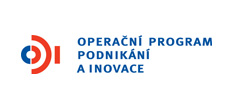 OPERAČNÍ PROGRAM
PODNIKÁNÍ
A INOVACE